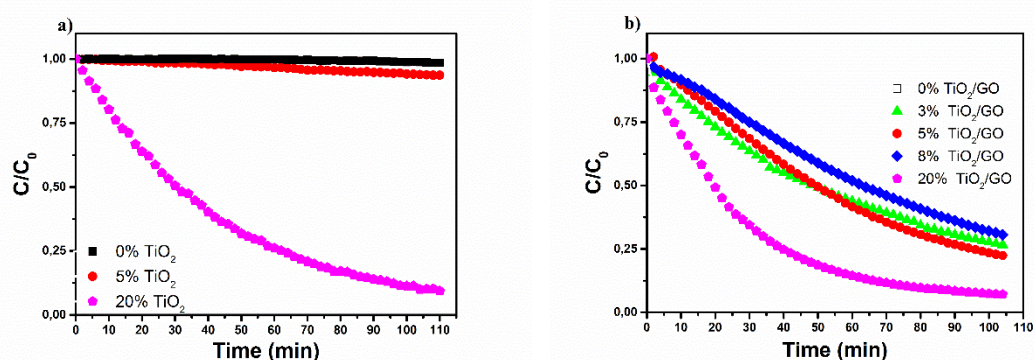 a)
C/C0
1,00
0,75
0,50
0,25
0,00
0% TiO2
5% TiO2
20% TiO2
0 10 20 30 40 50 60 70 80 90 100 110
Time (min)
b)
C/C0
1,00
0,75
0,50
0,25
0,00
0% TiO2/GO
3% TiO2/GO
5% TiO2/GO
8% TiO2/GO
20% TiO2/GO
0 10 20 30 40 50 60 70 80 90 100 110
Time (min)